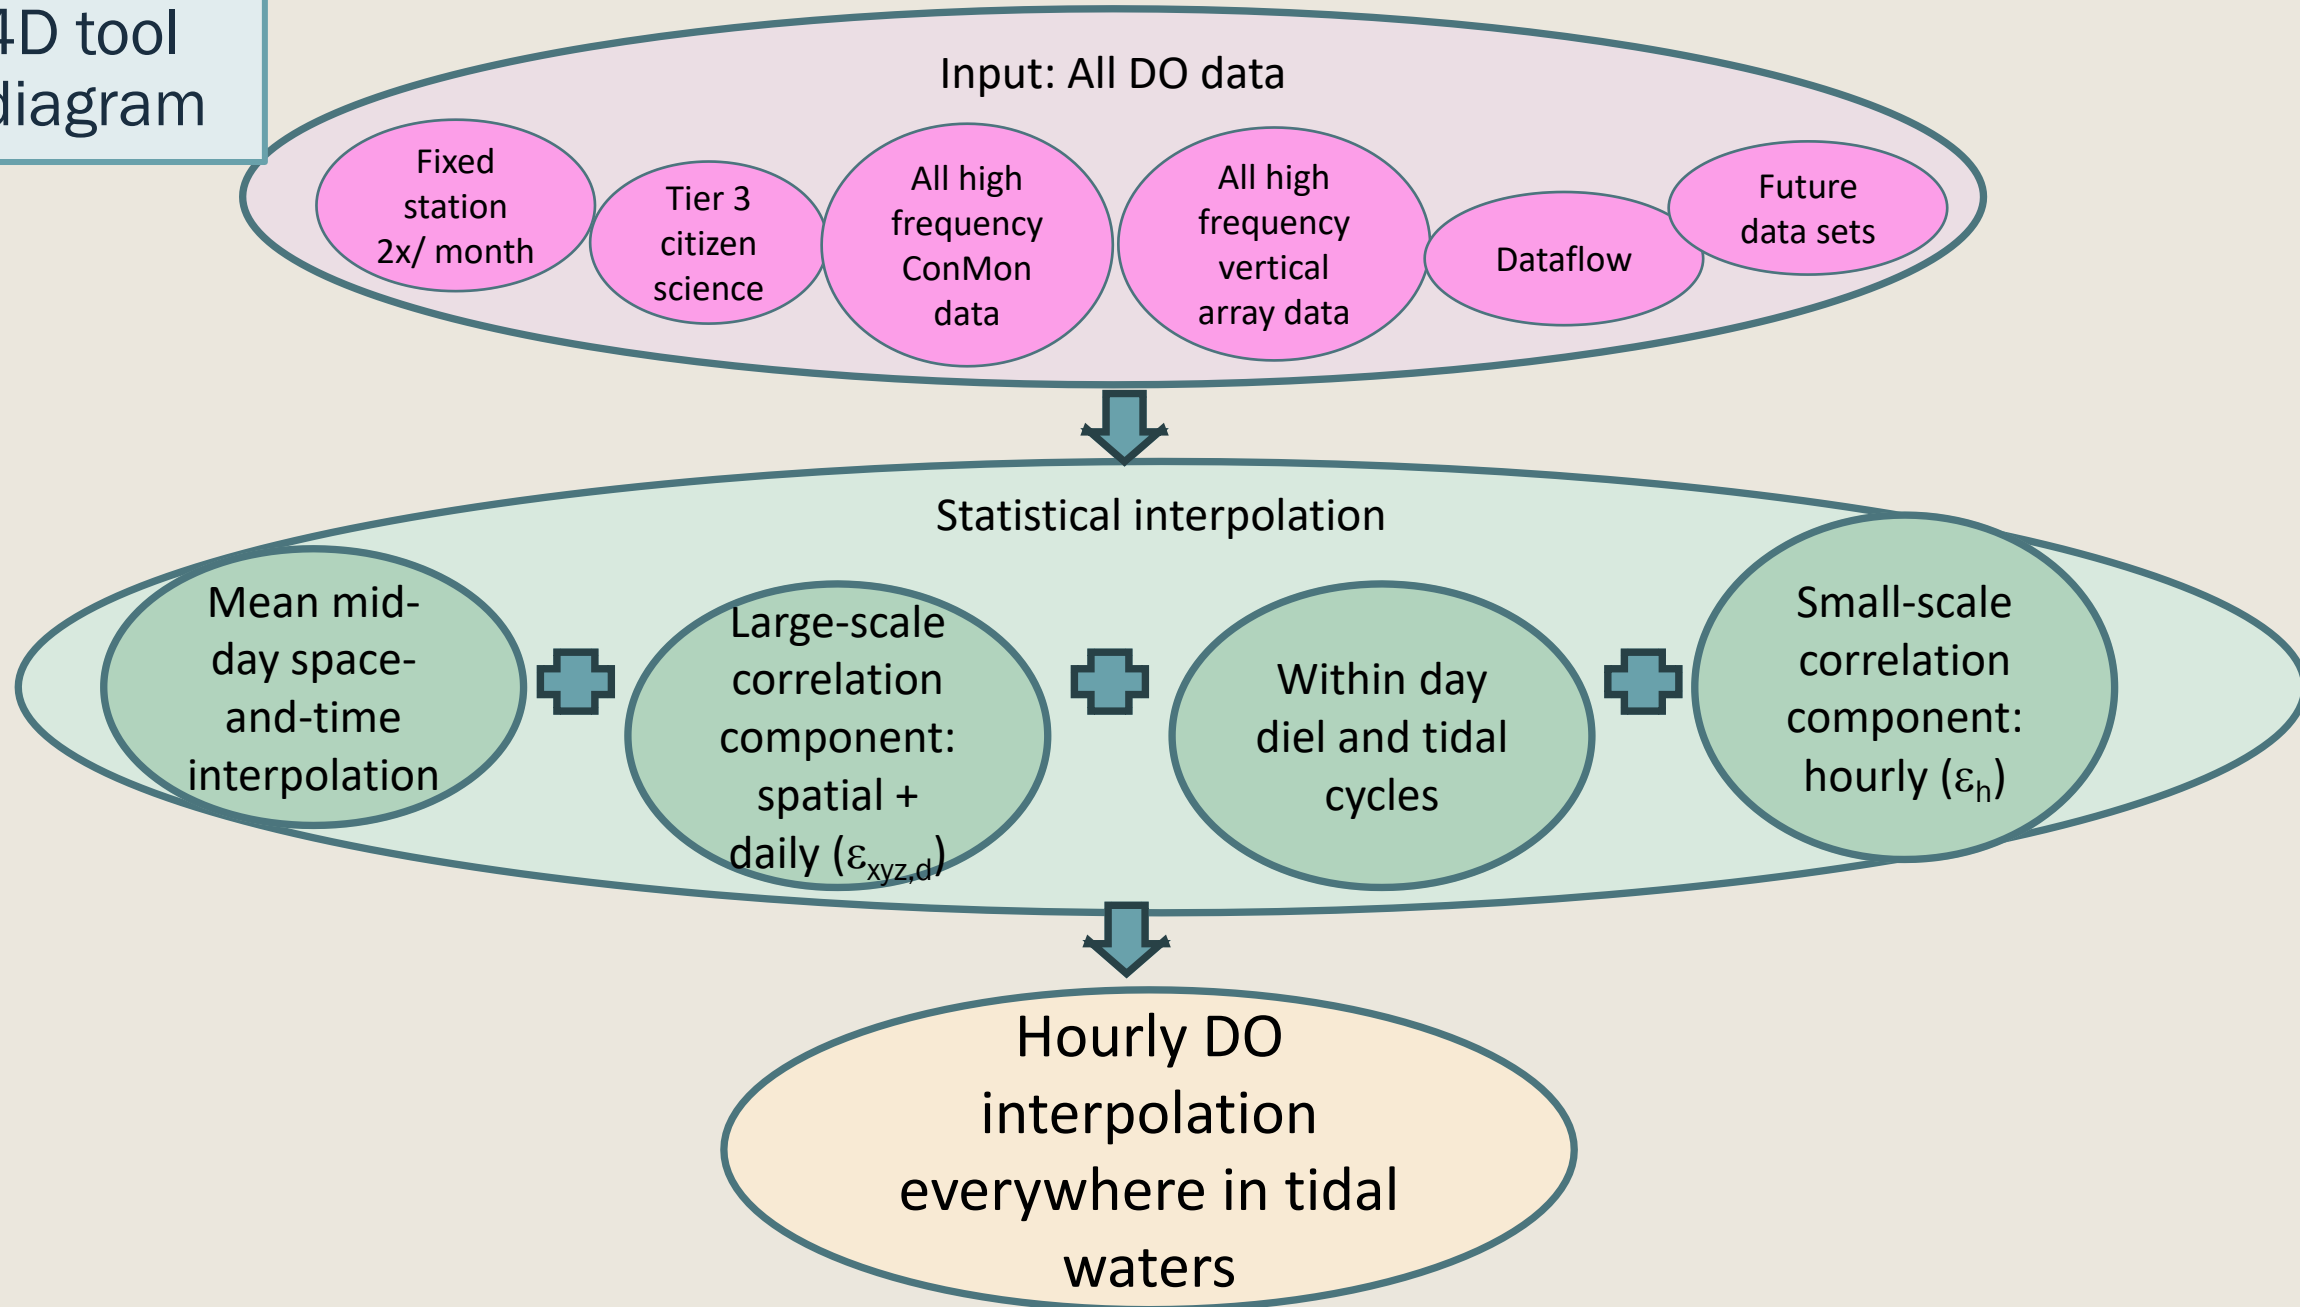 4D tool
diagram
Input: All DO data
Fixed
station
2x/ month
Tier 3
citizen
science
All high
frequency
ConMon
data
All high
frequency
vertical
array data
Dataflow
Future
data sets
Statistical interpolation
Mean mid-
day space-
and-time
interpolation
Large-scale
correlation
component:
spatial +
daily (εxyz,d)
Within day
diel and tidal
cycles
Small-scale
correlation
component:
hourly (εh)
Hourly DO
interpolation
everywhere in tidal
waters